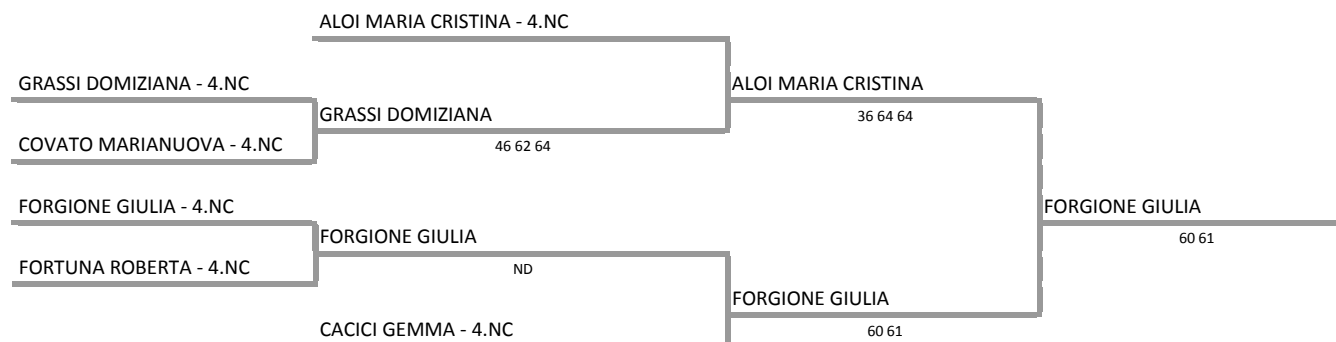 ALOI MARIA CRISTINA - 4.NC
GRASSI DOMIZIANA - 4.NC
ALOI MARIA CRISTINA
GRASSI DOMIZIANA
36 64 64
COVATO MARIANUOVA - 4.NC
46 62 64
FORGIONE GIULIA - 4.NC
FORGIONE GIULIA
FORGIONE GIULIA
60 61
FORTUNA ROBERTA - 4.NC
ND
FORGIONE GIULIA
CACICI GEMMA - 4.NC
60 61